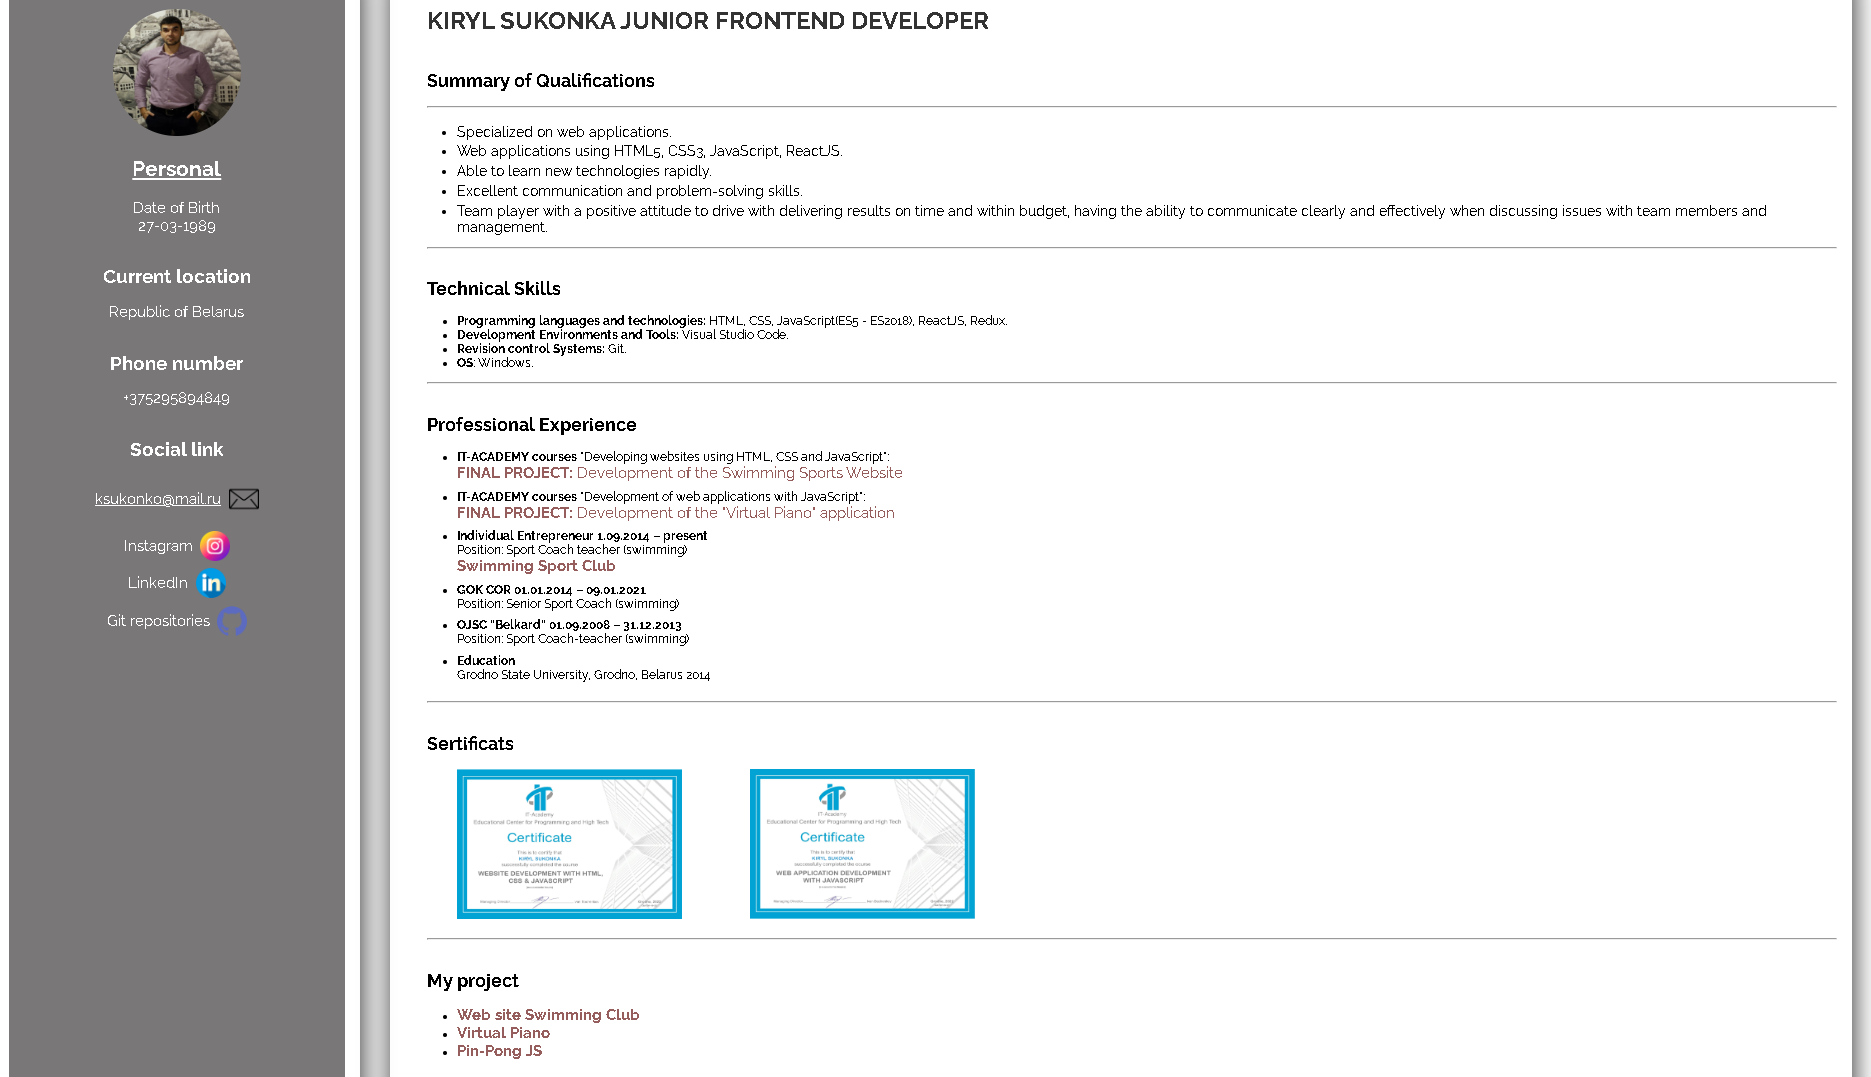 Personal
Date of Birth
27-03-1989
Current location
Republic of Belarus
Phone number
+375295894849
Social link
ksukonko@mail.ru
Instagram
LinkedIn
Git repositories
KIRYL SUKONKA JUNIOR FRONTEND DEVELOPER
Summary of Qualifications
Specialized on web applications.
Web applications using HTML5, CSS3, JavaScript, ReactJS.
Able to learn new technologies rapidly.
Excellent communication and problem-solving skills.
Team player with a positive attitude to drive with delivering results on time and within budget, having the ability to communicate clearly and effectively when discussing issues with team members and
management.
Technical Skills
Programming languages and technologies: HTML, CSS, JavaScript(ES5 - ES2018), ReactJS, Redux.
Development Environments and Tools: Visual Studio Code.
Revision control Systems: Git.
OS: Windows.
Professional Experience
IT-ACADEMY courses "Developing websites using HTML, CSS and JavaScript":
FINAL PROJECT: Development of the Swimming Sports Website
IT-ACADEMY courses "Development of web applications with JavaScript":
FINAL PROJECT: Development of the "Virtual Piano" application
Individual Entrepreneur 1.09.2014 – present
Position: Sport Coach teacher (swimming)
Swimming Sport Club
GOK COR 01.01.2014 – 09.01.2021
Position: Senior Sport Coach (swimming)
OJSC "Belkard" 01.09.2008 – 31.12.2013
Position: Sport Coach-teacher (swimming)
Education
Grodno State University, Grodno, Belarus 2014
Sertificats
IT-Academy
Educational Center for Programming and High Tech
Certificate
This is to certify that
KIRYL SUKONKA
successfully completed the course
WEBSITE DEVELOPMENT WITH HTML,
CSS & JAVASCRIPT
IT-Academy
Educational Center for Programming and High Tech
Certificate
This is to certify that
KIRYL SUKONKA
successfully completed the course
WEB APPLICATION DEVELOPMENT
WITH JAVASCRIPT
My project
Web site Swimming Club
Virtual Piano
Pin-Pong JS